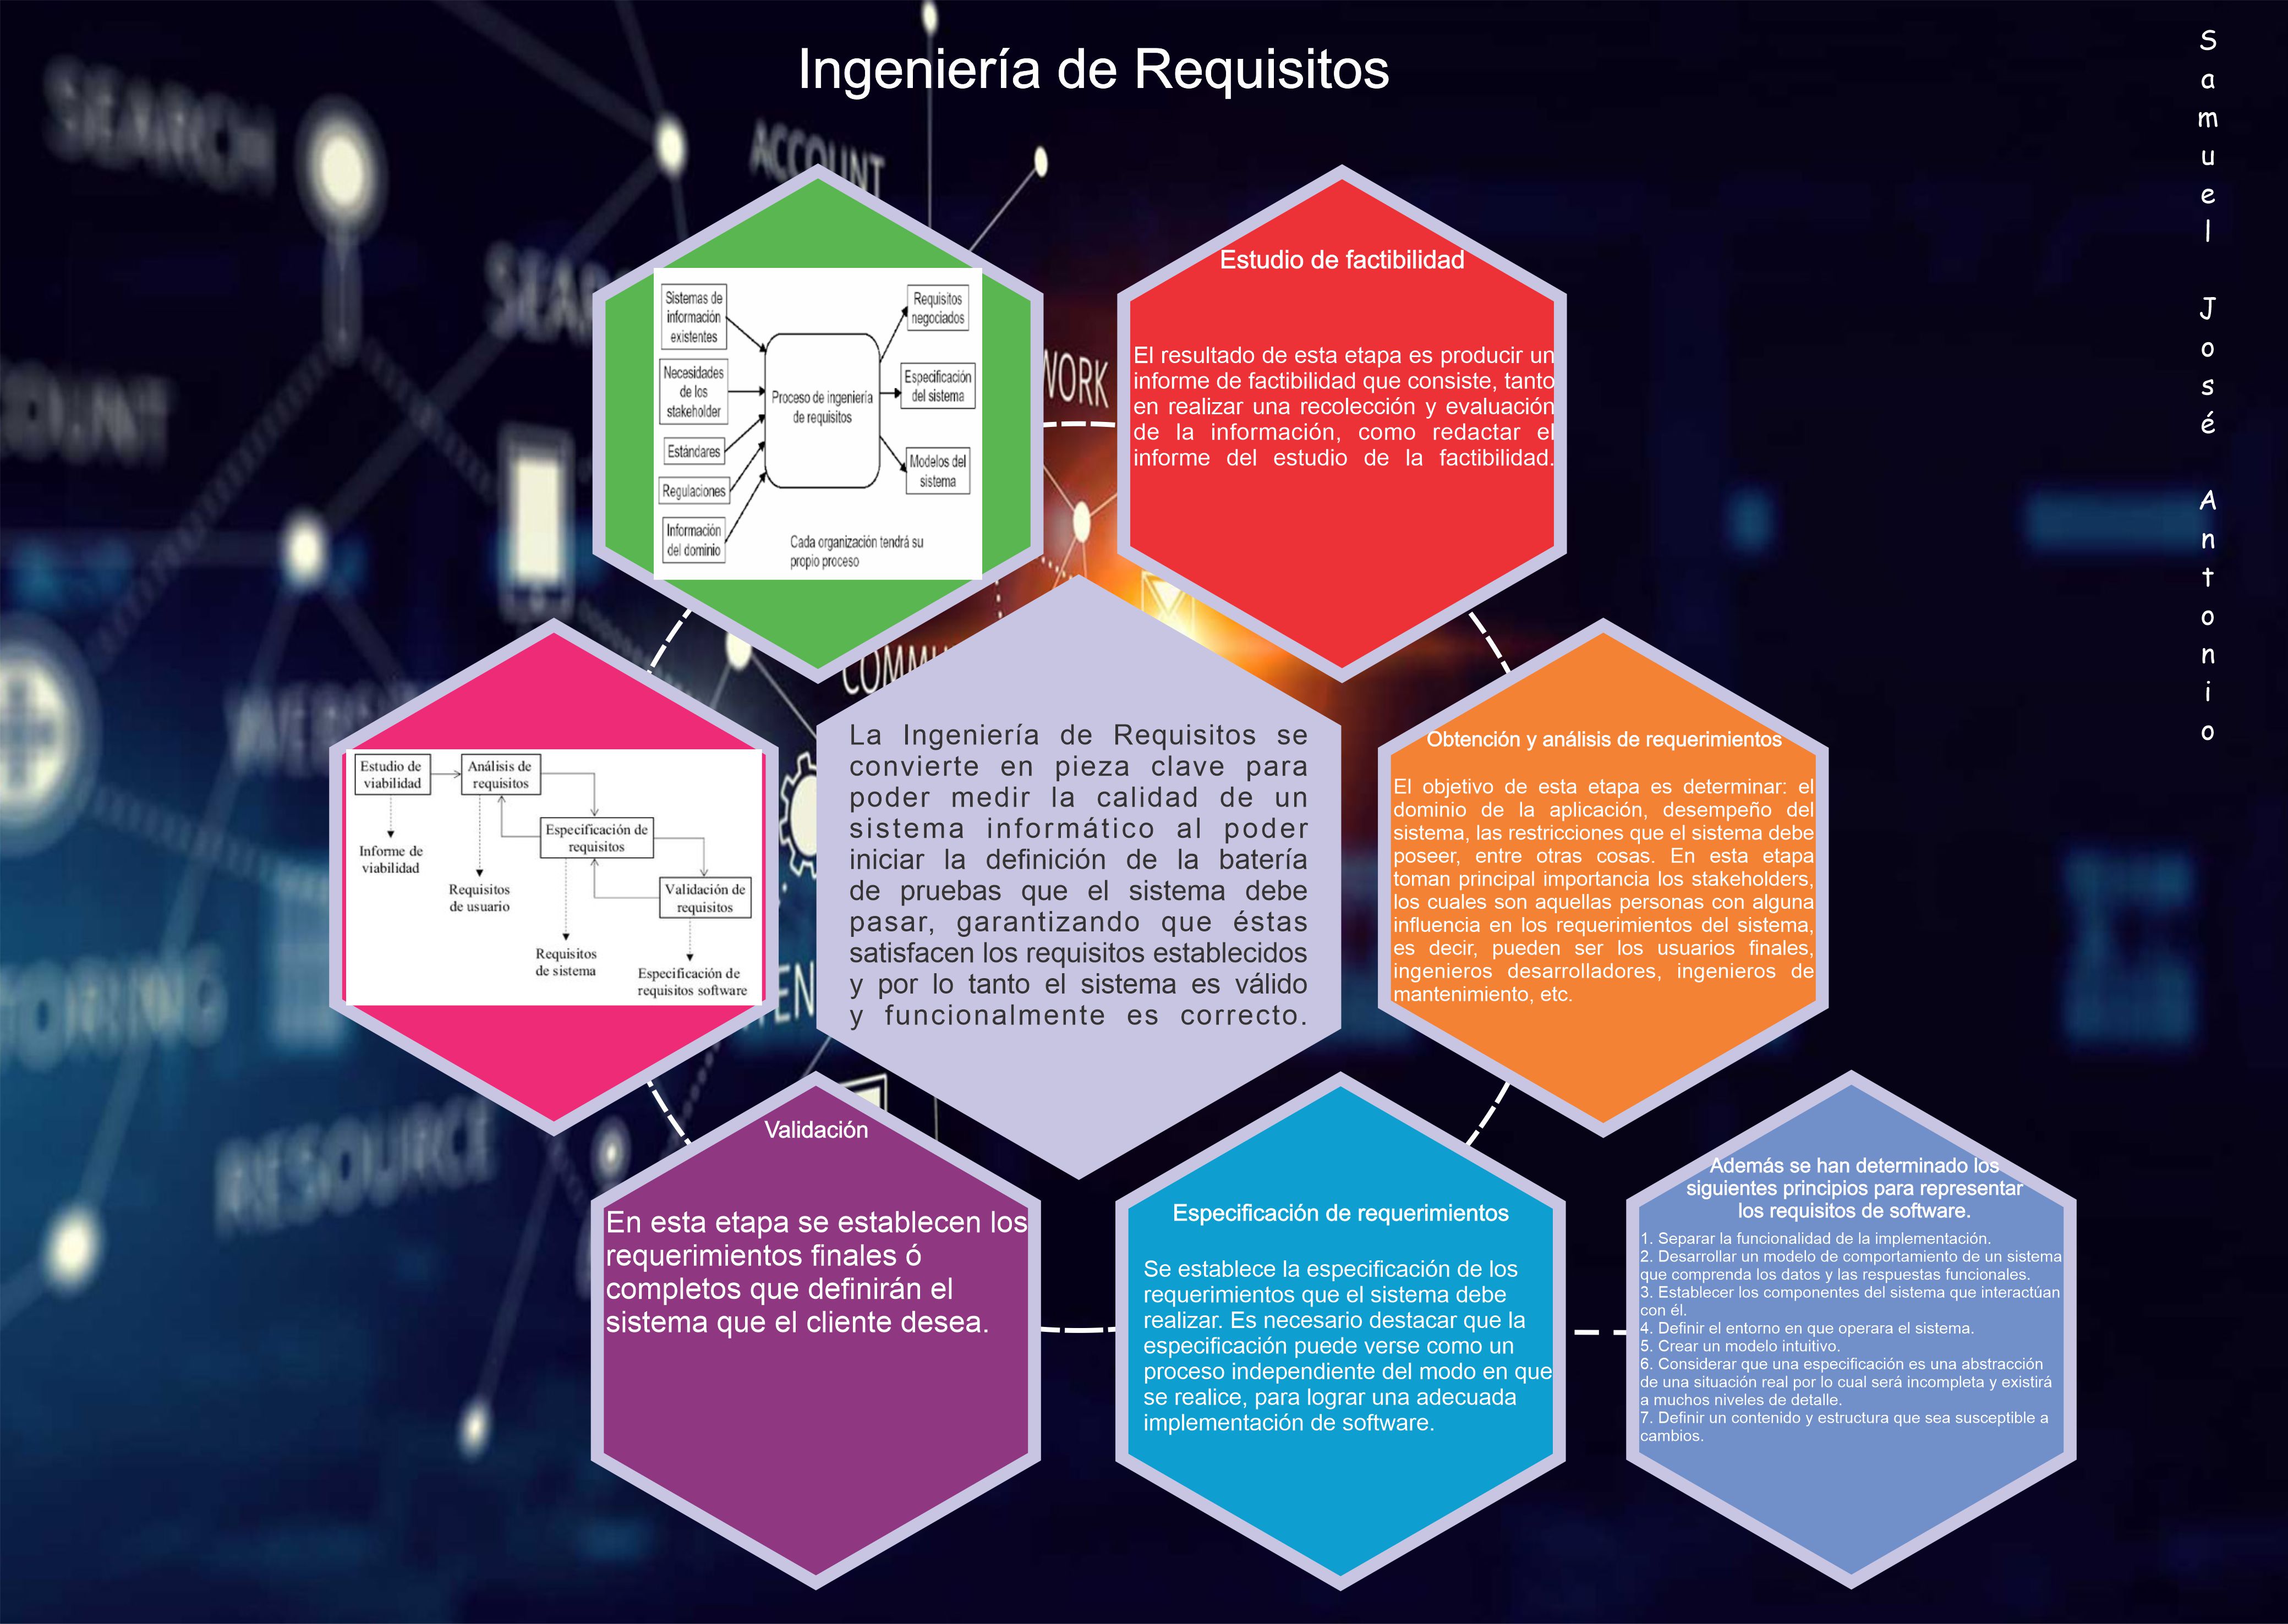 Ingeniería de Requisitos
Samuel José Antonio
SEARCH
ACCOUNT
Sistemas de
información
existentes
Necesidades
de los
stakeholder
Estándares
Regulaciones
Información
del dominio
Proceso de ingeniería
de requisitos
Requisitos
negociados
Especificación
del sistema
Modelos del
sistema
Cada organización tendrá su
propio proceso
Estudio de factibilidad
El resultado de esta etapa es producir un
informe de factibilidad que consiste, tanto
en realizar una recolección y evaluación
de la información, como redactar el
informe del estudio de la factibilidad.
Estudio de
viabilidad
Análisis de
requisitos
Especificación de
requisitos
Validación de
requisitos
Informe de
viabilidad
Requisitos
de usuario
Requisitos
de sistema
Especificación de
requisitos software
La Ingeniería de Requisitos se
convierte en pieza clave para
poder medir la calidad de un
sistema informático al poder
iniciar la definición de la batería
de pruebas que el sistema debe
pasar, garantizando que éstas
satisfacen los requisitos establecidos
y por lo tanto el sistema es válido
y funcionalmente es correcto.
Obtención y análisis de requerimientos
El objetivo de esta etapa es determinar: el
dominio de la aplicación, desempeño del
sistema, las restricciones que el sistema debe
poseer, entre otras cosas. En esta etapa
toman principal importancia los stakeholders,
los cuales son aquellas personas con alguna
influencia en los requerimientos del sistema,
es decir, pueden ser los usuarios finales,
ingenieros desarrolladores, ingenieros de
mantenimiento, etc.
RESOURCE
Validación
En esta etapa se establecen los
requerimientos finales ó
completos que definirán el
sistema que el cliente desea.
Especificación de requerimientos
Se establece la especificación de los
requerimientos que el sistema debe
realizar. Es necesario destacar que la
especificación puede verse como un
proceso independiente del modo en que
se realice, para lograr una adecuada
implementación de software.
Además se han determinado los
siguientes principios para representar
los requisitos de software.
1. Separar la funcionalidad de la implementación.
2. Desarrollar un modelo de comportamiento de un sistema
que comprenda los datos y las respuestas funcionales.
3. Establecer los componentes del sistema que interactúan
con él.
4. Definir el entorno en que operara el sistema.
5. Crear un modelo intuitivo.
6. Considerar que una especificación es una abstracción
de una situación real por lo cual será incompleta y existirá
a muchos niveles de detalle.
7. Definir un contenido y estructura que sea susceptible a
cambios.